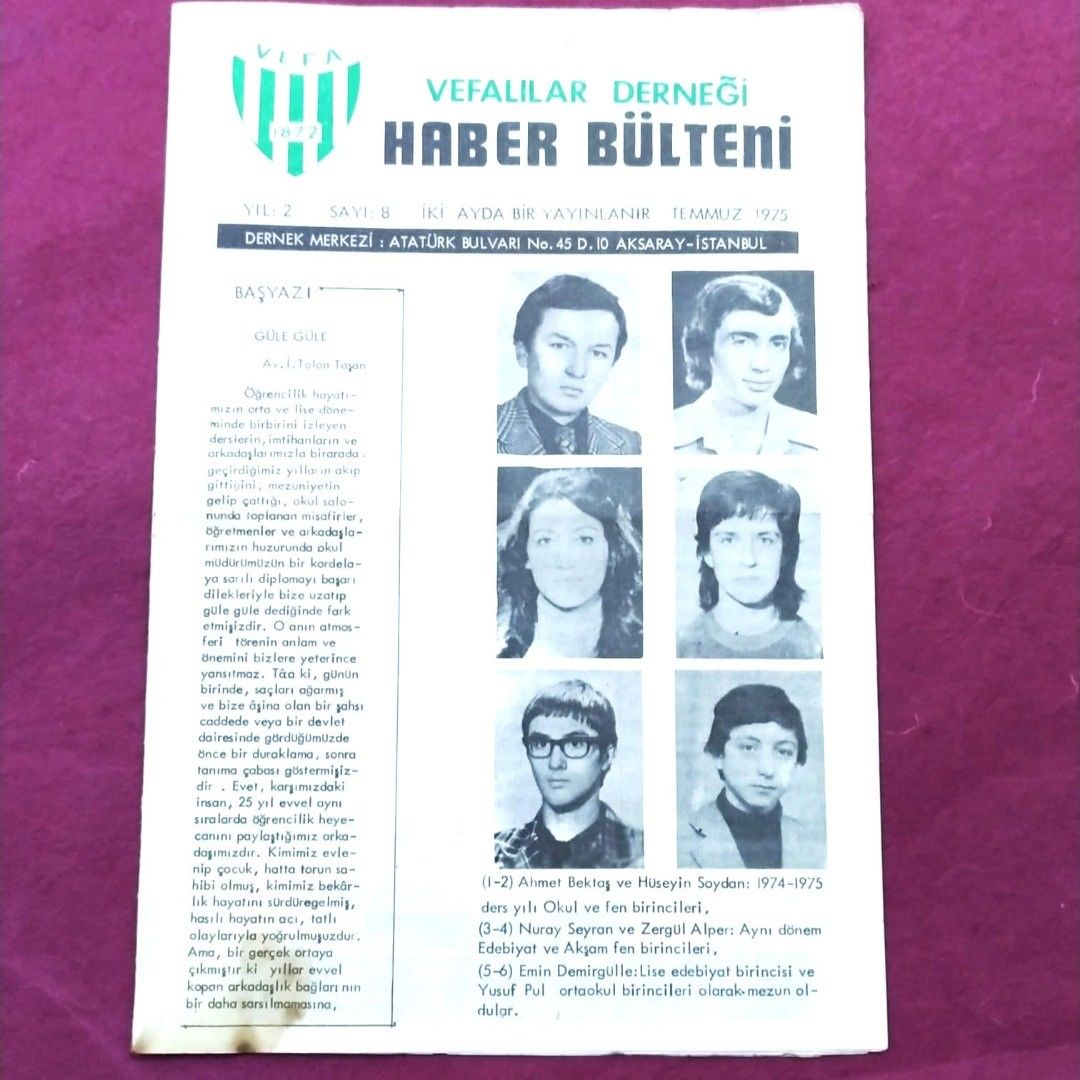 VEFA
1872
VEFALILAR DERNEĞİ
HABER BÜLTENİ
YIL: 2 SAYI: 8 İKİ AYDA BİR YAYINLANIR TEMMUZ 1975
DERNEK MERKEZİ : ATATÜRK BULVARI No. 45 D. 10 AKSARAY-İSTANBUL
BAŞYAZI
GÜLE GÜLE
Av. İ. Tolon Taşan
Öğrencilik hayatı-
mızın orta ve lise döne-
minde birbirini izleyen
derslerin, imtihanların ve
arkadaşlarımızla birarada .
geçirdiğimiz yılların akıp
gittiğini, mezuniyetin
gelip çattığı, okul salo-
nunda toplanan misafirler,
öğretmenler ve arkadaşla-
rımızın huzurunda okul
müdürümüzün bir kordela-
ya sarılı diplomayı başarı
dilekleriyle bize uzatıp
güle güle dediğinde fark
etmişizdir. O anın atmos-
feri törenin anlam ve
önemini bizlere yeterince
yansıtmaz. Tâa ki, günün
birinde, saçları ağarmış
ve bize âşina olan bir şahsı
caddede veya bir devlet
dairesinde gördüğümüzde
önce bir duraklama, sonra
tanıma çabası göstermişiz-
dir . Evet, karşımızdaki
insan, 25 yıl evvel aynı
sıralarda öğrencilik heye-
canını paylaştığımız arka-
daşımızdır. Kimimiz evle-
nip çocuk, hatta torun sa-
hibi olmuş, kimimiz bekâr-
lık hayatını sürdüregelmiş,
hasılı hayatın acı, tatlı
olaylarıyla yoğrulmuşuzdur.
Ama, bir gerçek ortaya
çıkmıştır ki yıllar evvel
kopan arkadaşlık bağları nın
bir daha sarsılmamasına,
(1-2) Ahmet Bektaş ve Hüseyin Soydan: 1974-1975
ders yılı Okul ve fen birincileri,
(3-4) Nuray Seyran ve Zergül Alper: Aynı dönem
Edebiyat ve Akşam fen birincileri,
(5-6) Emin Demirgülle:Lise edebiyat birincisi ve
Yusuf Pul ortaokul birincileri olarak mezun ol-
dular.